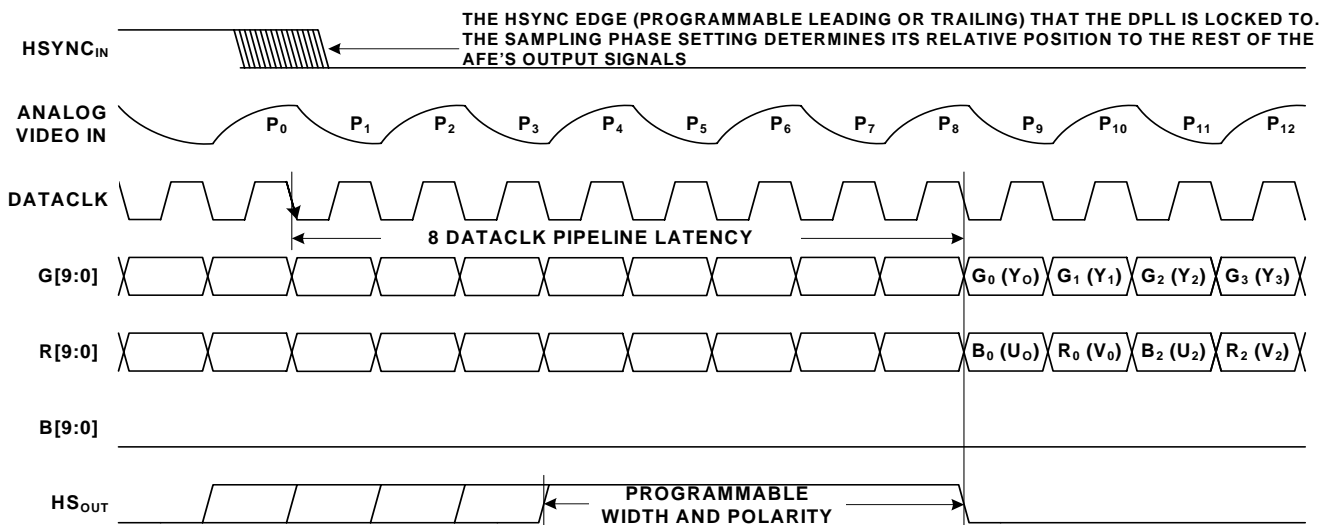 THE HSYNC EDGE (PROGRAMMABLE LEADING OR TRAILING) THAT THE DPLL IS LOCKED TO.
THE SAMPLING PHASE SETTING DETERMINES ITS RELATIVE POSITION TO THE REST OF THE
AFE'S OUTPUT SIGNALS
HSYNCIN
ANALOG
VIDEO IN
P0 P1 P2 P3 P4 P5 P6 P7 P8 P9 P10 P11 P12
DATACLK
8 DATACLK PIPELINE LATENCY
G[9:0]
G0 (YO) G1 (Y1) G2 (Y2) G3 (Y3)
R[9:0]
B0 (UO) R0 (V0) B2 (U2) R2 (V2)
B[9:0]
HSOUT
PROGRAMMABLE
WIDTH AND POLARITY